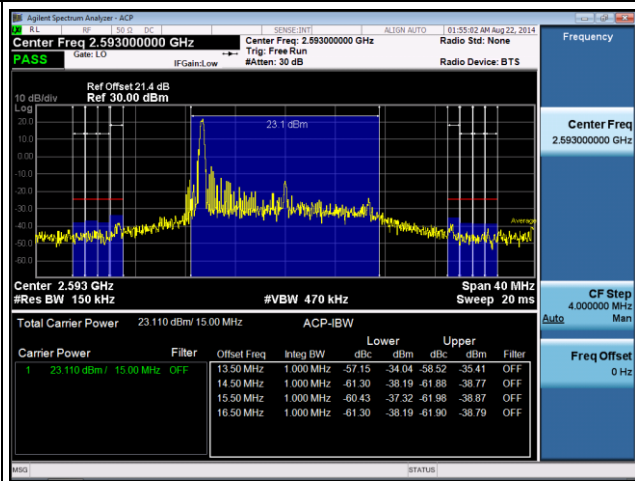 Agilent Spectrum Analyzer - ACP
RL RF 50 Ω DC SENSE:INT ALIGN AUTO 01:55:02 AM Aug 22, 2014
Center Freq 2.593000000 GHz Center Freq: 2.593000000 GHz Radio Std: None
PASS Gate: LO IFGain:Low Trig: Free Run
#Atten: 30 dB Radio Device: BTS
Ref Offset 21.4 dB
10 dB/div Ref 30.00 dBm
Log
20.0
10.0
0.00
-10.0
-20.0
-30.0
-40.0
-50.0
-60.0
23.1 dBm
Average
Center 2.593 GHz Span 40 MHz
#Res BW 150 kHz #VBW 470 kHz Sweep 20 ms
Total Carrier Power 23.110 dBm/ 15.00 MHz ACP-IBW
Lower Upper
Carrier Power Filter Offset Freq Integ BW dBc dBm dBc dBm Filter
1 23.110 dBm / 15.00 MHz OFF 13.50 MHz 1.000 MHz -57.15 -34.04 -58.52 -35.41 OFF
14.50 MHz 1.000 MHz -61.30 -38.19 -61.88 -38.77 OFF
15.50 MHz 1.000 MHz -60.43 -37.32 -61.98 -38.87 OFF
16.50 MHz 1.000 MHz -61.30 -38.19 -61.90 -38.79 OFF
MSG STATUS
Frequency
Center Freq
2.593000000 GHz
CF Step
4.000000 MHz
Auto Man
Freq Offset
0 Hz